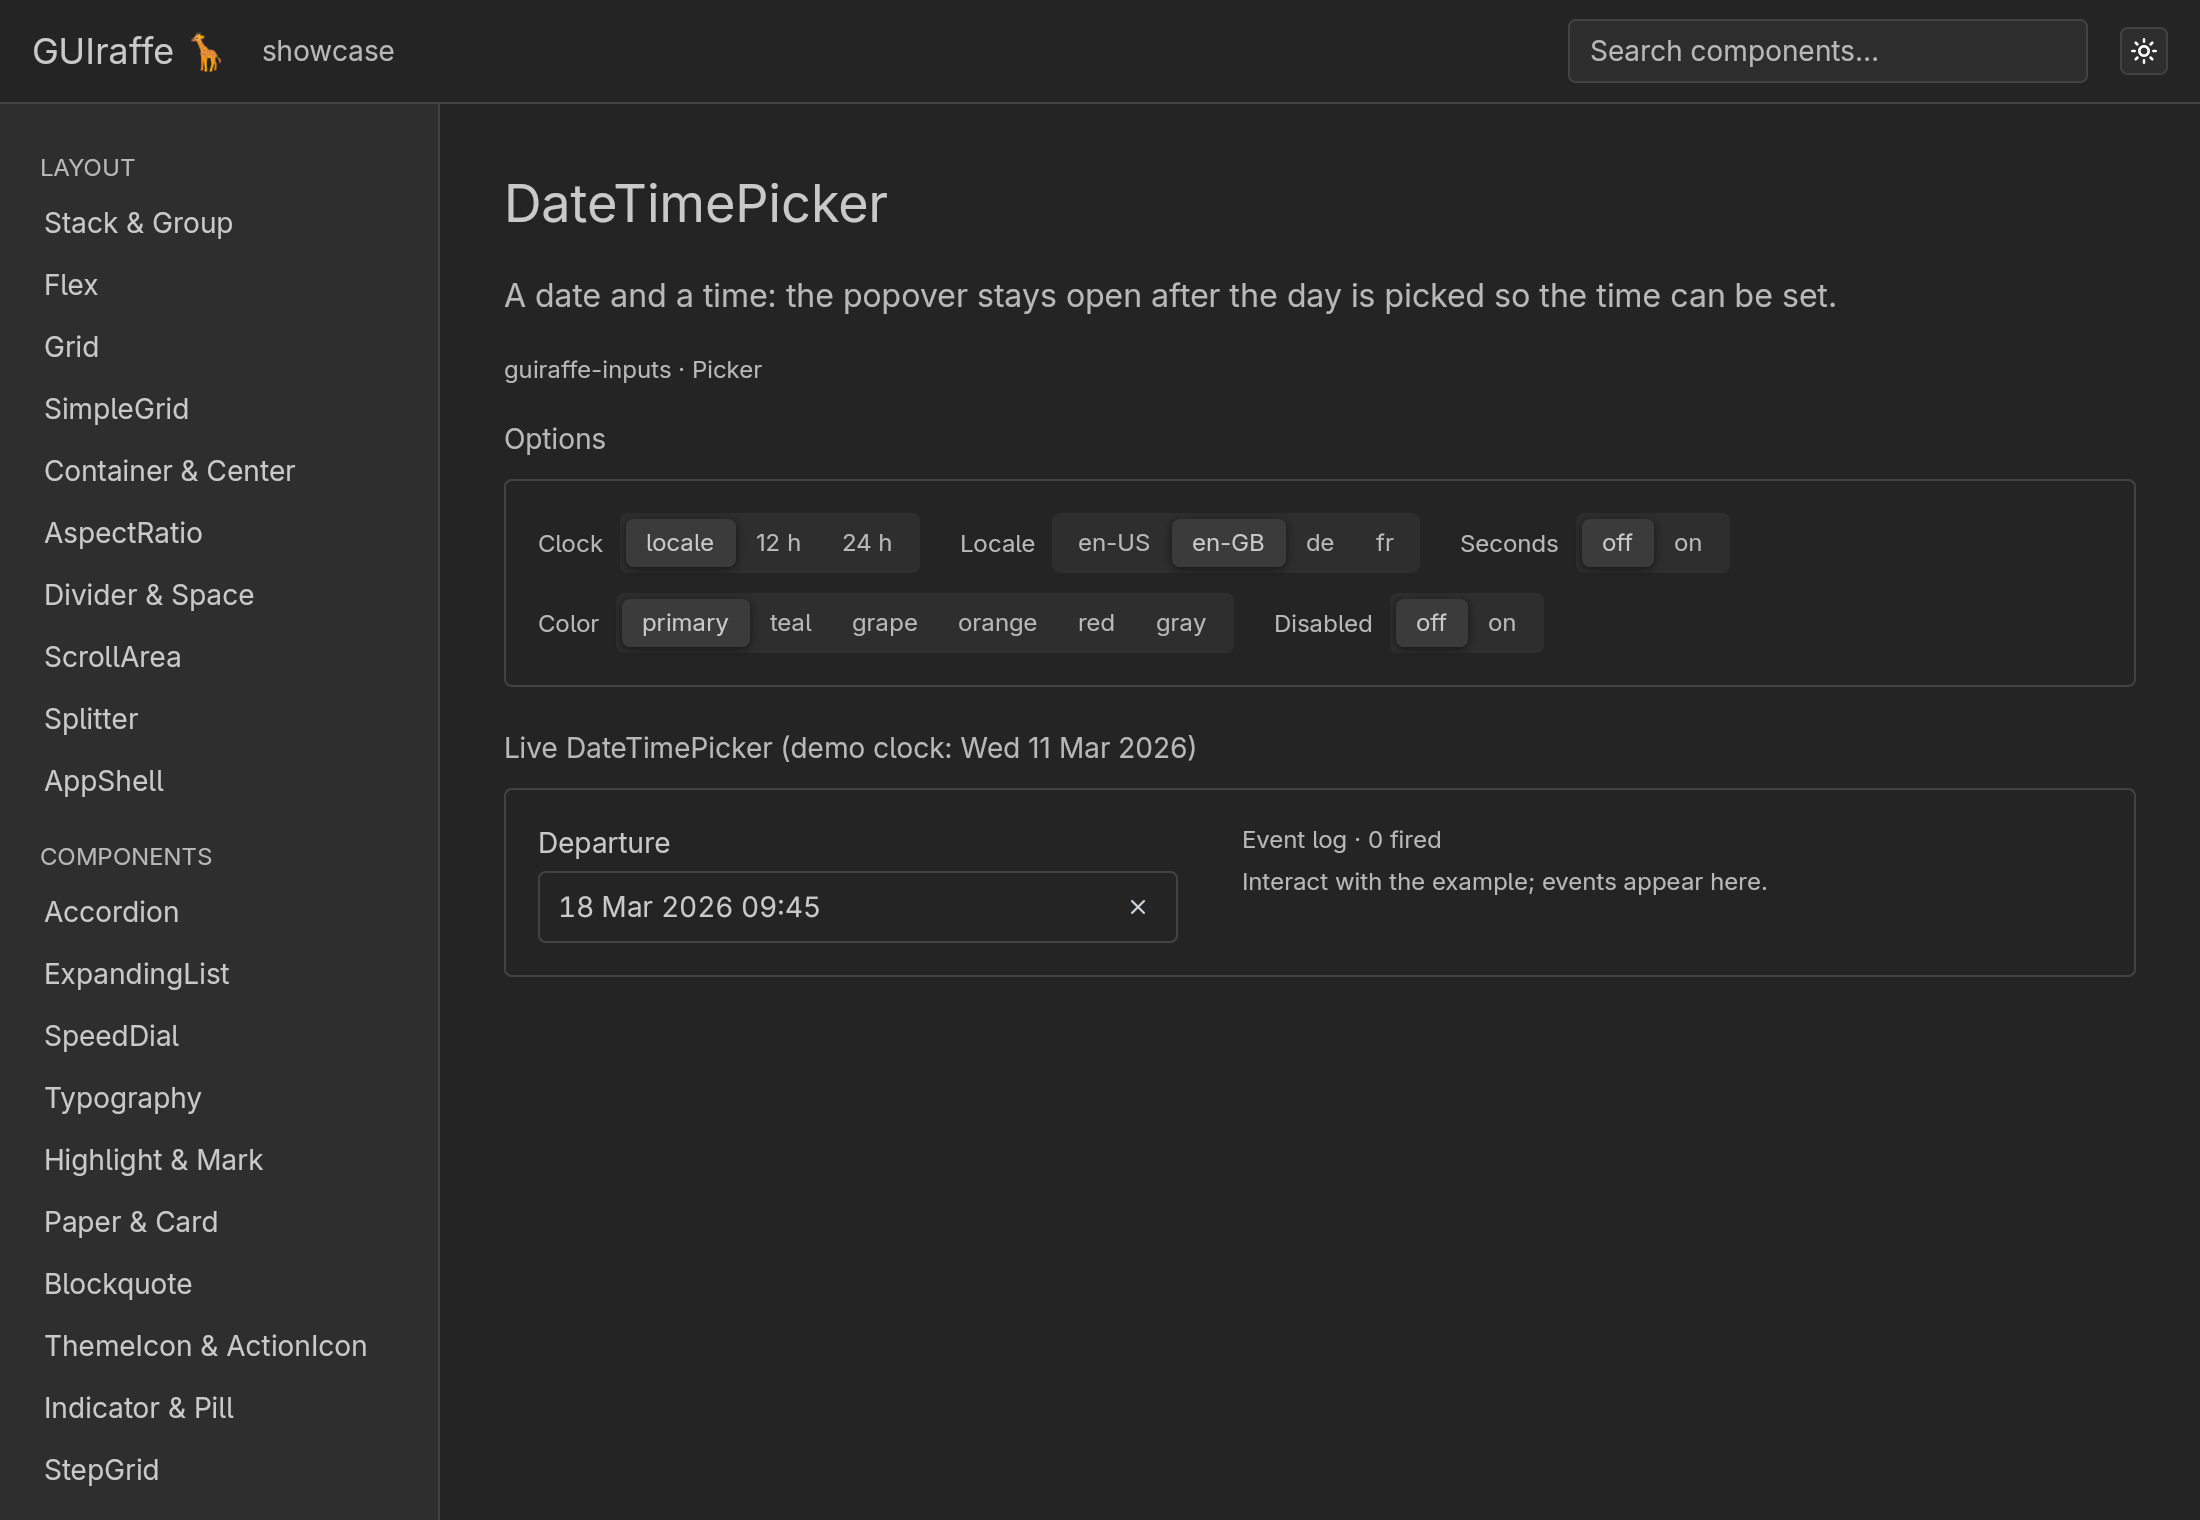 GUIraffe 🦒 showcase
Search components...
LAYOUT
Stack & Group
Flex
Grid
SimpleGrid
Container & Center
AspectRatio
Divider & Space
ScrollArea
Splitter
AppShell
COMPONENTS
Accordion
ExpandingList
SpeedDial
Typography
Highlight & Mark
Paper & Card
Blockquote
ThemeIcon & ActionIcon
Indicator & Pill
StepGrid
DateTimePicker
A date and a time: the popover stays open after the day is picked so the time can be set.
guiraffe-inputs · Picker
Options
Clock locale 12 h 24 h Locale en-US en-GB de fr Seconds off on
Color primary teal grape orange red gray Disabled off on
Live DateTimePicker (demo clock: Wed 11 Mar 2026)
Departure
18 Mar 2026 09:45
Event log · 0 fired
Interact with the example; events appear here.